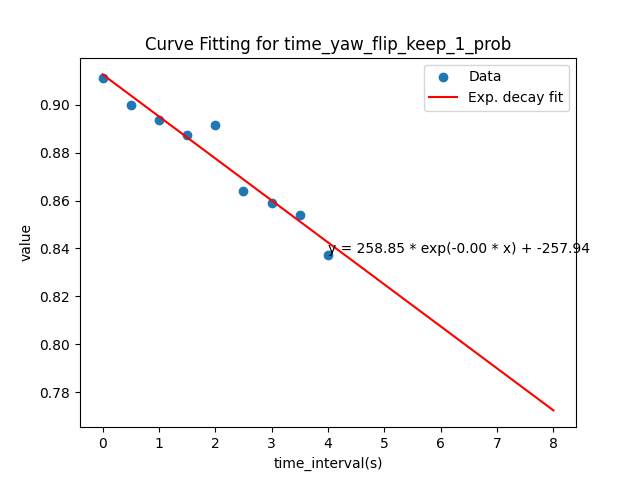 Curve Fitting for time_yaw_flip_keep_1_prob
Data
Exp. decay fit
value
0.90
0.88
0.86
0.84
0.82
0.80
0.78
y = 258.85 * exp(-0.00 * x) + -257.94
0 1 2 3 4 5 6 7 8
time_interval(s)